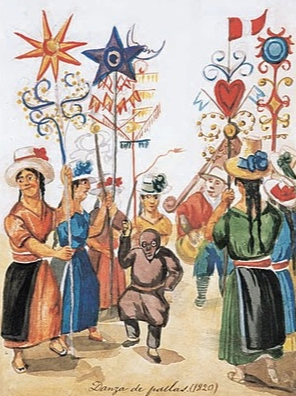 Danza de pallas. (1820)